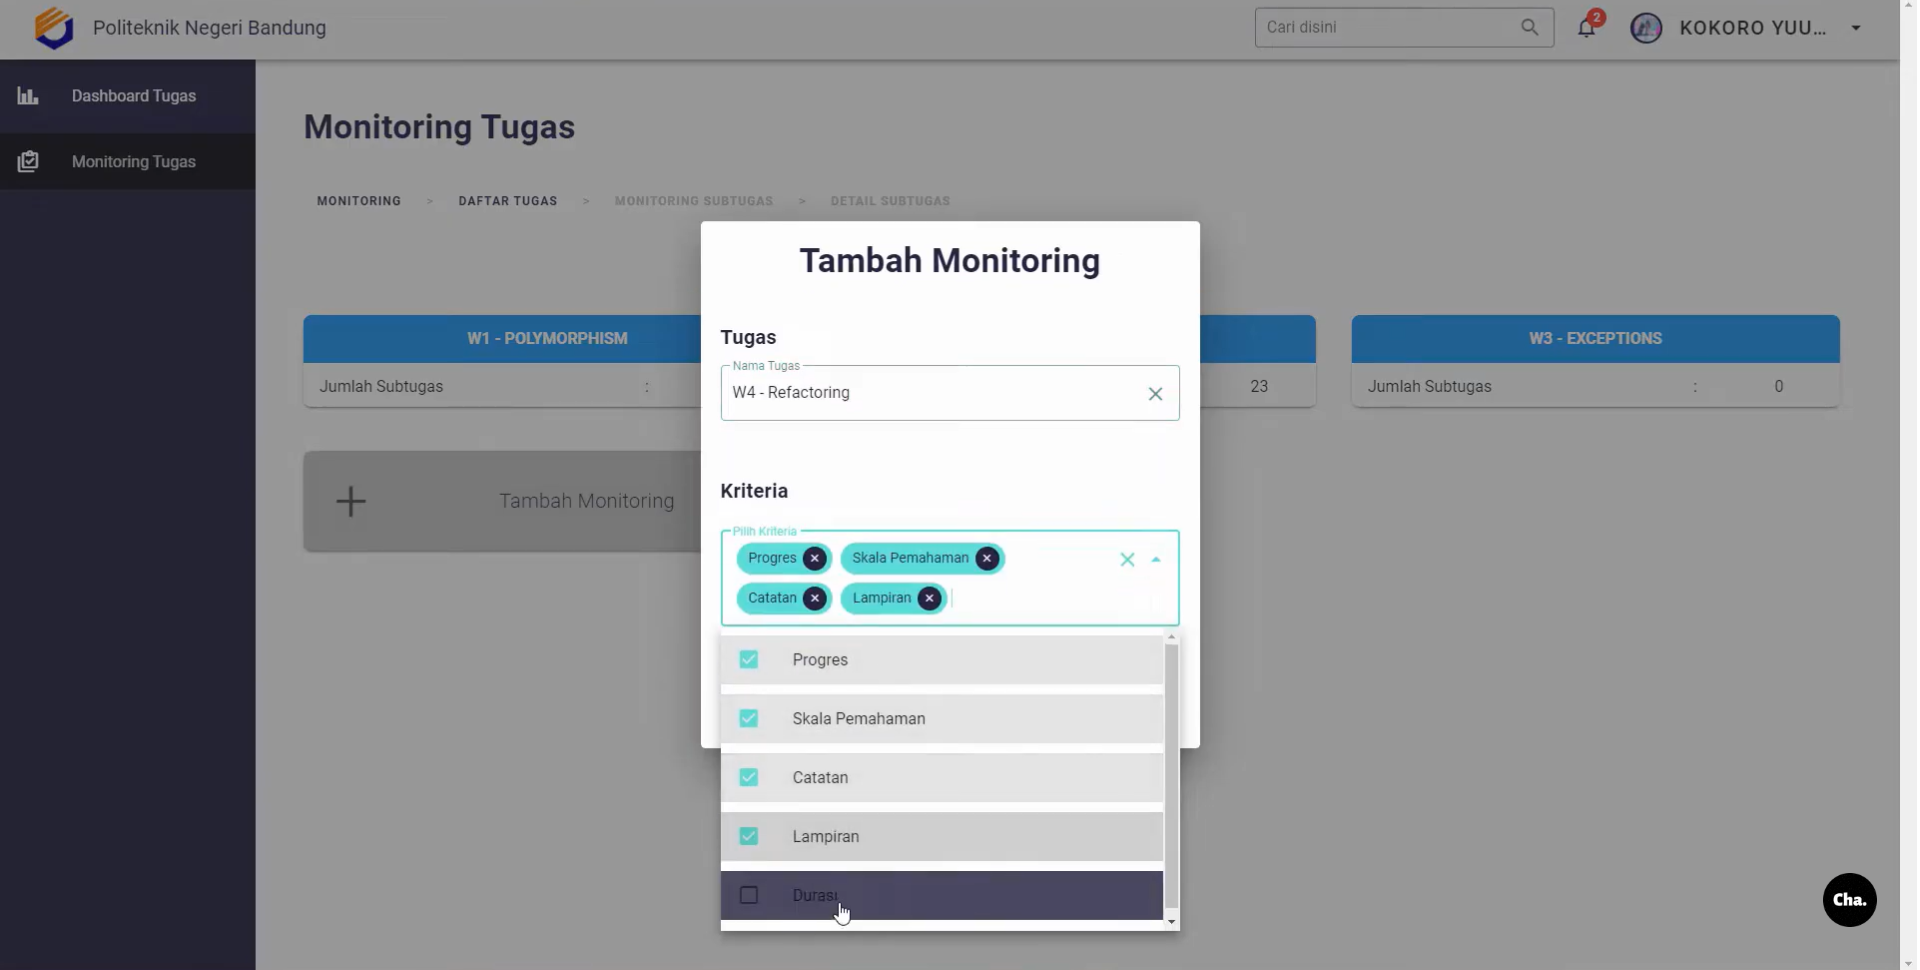 Politeknik Negeri Bandung
Cari disini
2
KOKORO YUU...
Dashboard Tugas
Monitoring Tugas
Monitoring Tugas
MONITORING > DAFTAR TUGAS > MONITORING SUBTUGAS > DETAIL SUBTUGAS
Tambah Monitoring
W1 - POLYMORPHISM
W3 - EXCEPTIONS
Jumlah Subtugas :
23
Jumlah Subtugas : 0
Tambah Monitoring
Tugas
Nama Tugas
W4 - Refactoring
Kriteria
Pilih Kriteria
Progres
Skala Pemahaman
Catatan
Lampiran
Progres
Skala Pemahaman
Catatan
Lampiran
Durasi
Cha.